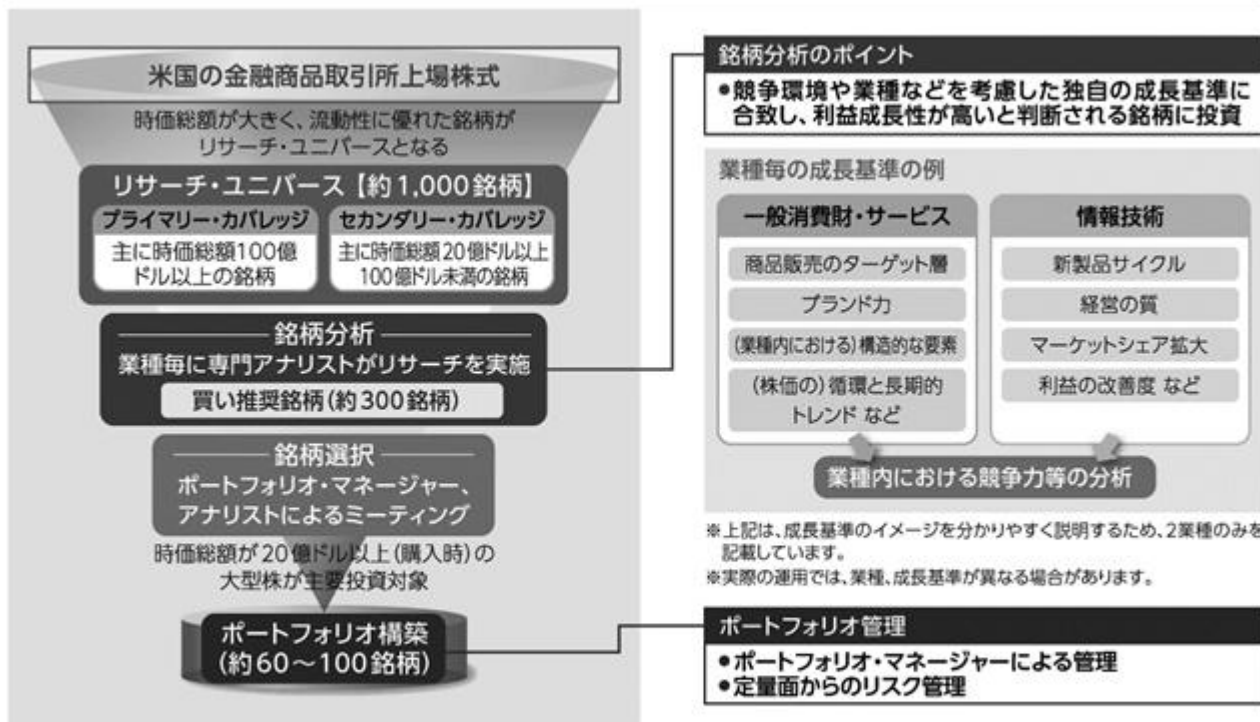 米国の金融商品取引所上場株式
時価総額が大きく、流動性に優れた銘柄が
リサーチ・ユニバースとなる
リサーチ・ユニバース【約1,000銘柄】
プライマリー・カバレッジ
主に時価総額100億
ドル以上の銘柄
セカンダリー・カバレッジ
主に時価総額20億ドル以上
100億ドル未満の銘柄
銘柄分析
業種毎に専門アナリストがリサーチを実施
買い推奨銘柄(約300銘柄)
銘柄選択
ポートフォリオ・マネージャー、
アナリストによるミーティング
時価総額が20億ドル以上(購入時)の
大型株が主要投資対象
ポートフォリオ構築
(約60～100銘柄)
銘柄分析のポイント
●競争環境や業種などを考慮した独自の成長基準に
合致し、利益成長性が高いと判断される銘柄に投資
業種毎の成長基準の例
一般消費財・サービス
商品販売のターゲット層
ブランド力
(業種内における)構造的な要素
(株価の)循環と長期的
トレンド など
情報技術
新製品サイクル
経営の質
マーケットシェア拡大
利益の改善度 など
業種内における競争力等の分析
※上記は、成長基準のイメージを分かりやすく説明するため、2業種のみを
記載しています。
※実際の運用では、業種、成長基準が異なる場合があります。
ポートフォリオ管理
●ポートフォリオ・マネージャーによる管理
●定量面からのリスク管理